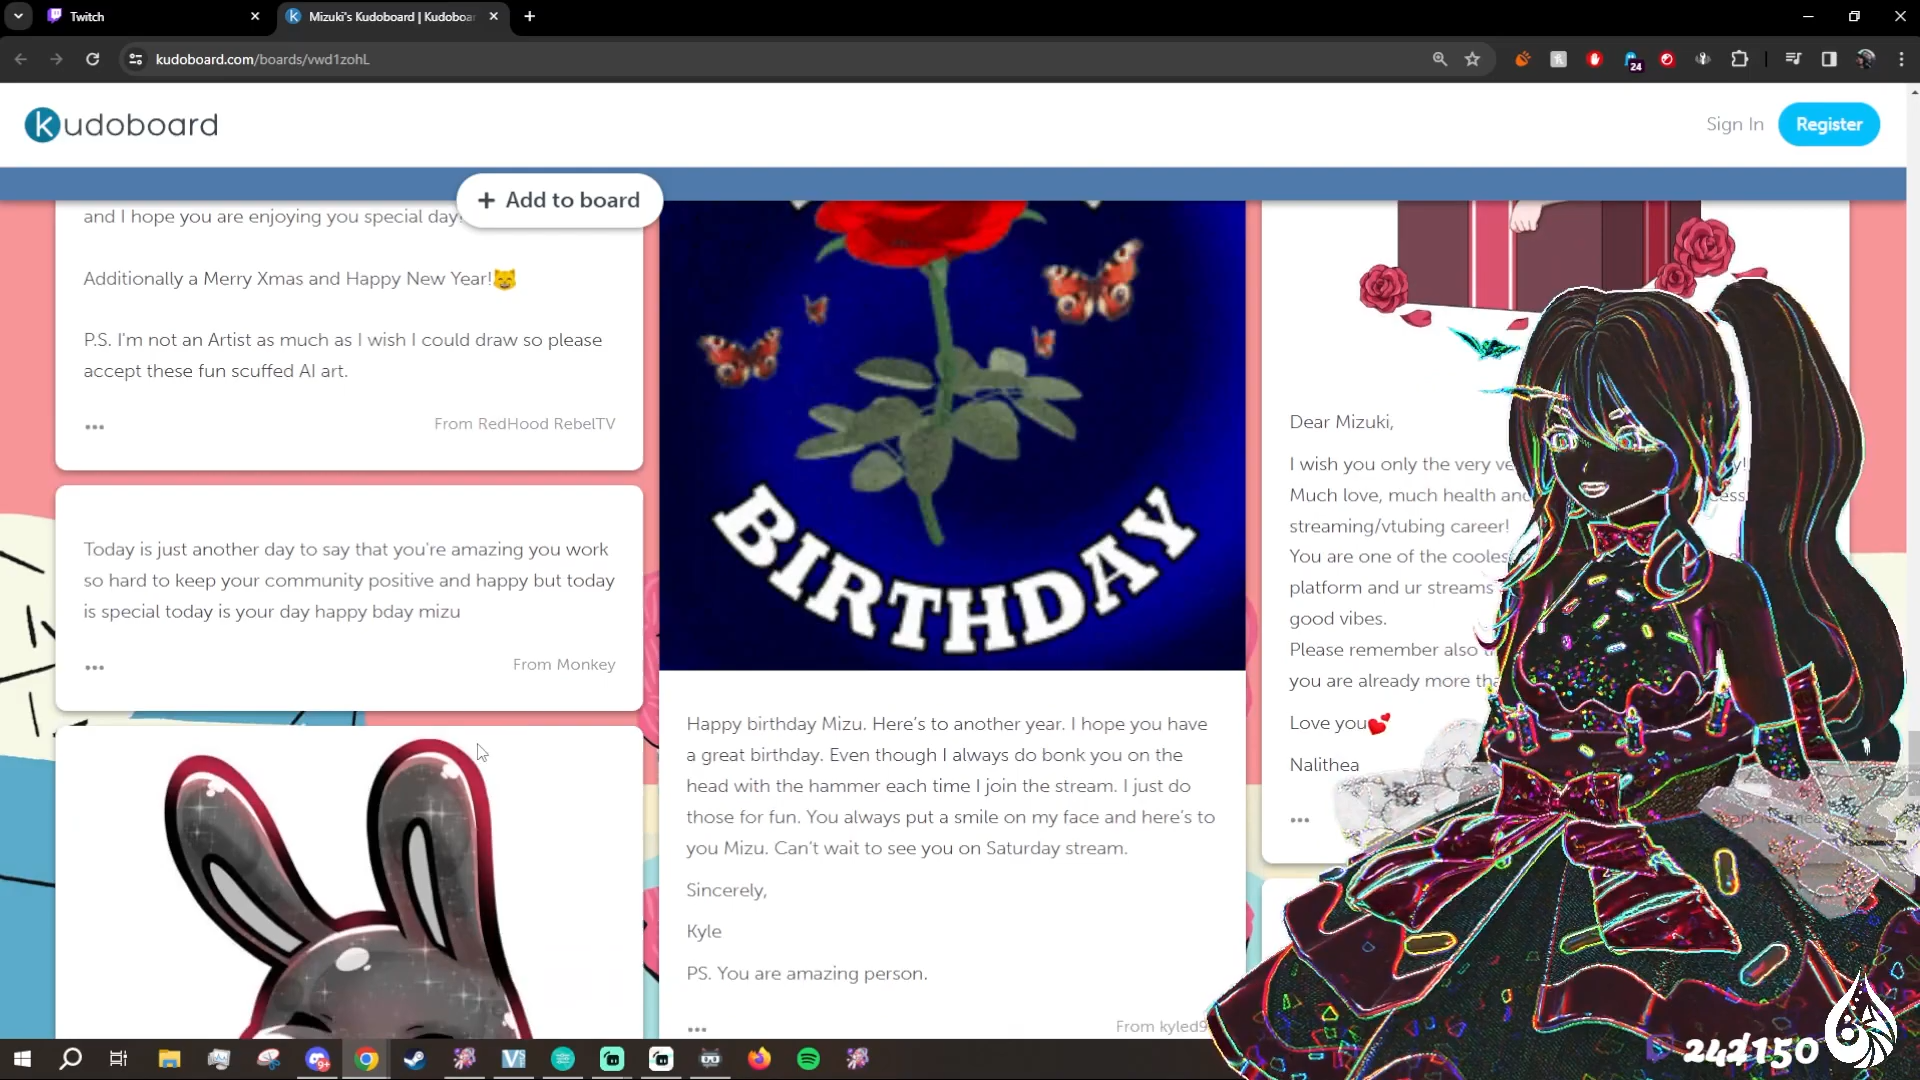 Twitch
Mizuki's Kudoboard | Kudoboar
kudoboard.com/boards/vwd1zohL
24
kudoboard
Sign In
Register
+ Add to board
and I hope you are enjoying you special day!
Additionally a Merry Xmas and Happy New Year!😸
P.S. I'm not an Artist as much as I wish I could draw so please
accept these fun scuffed AI art.
From RedHood RebelTV
Today is just another day to say that you're amazing you work
so hard to keep your community positive and happy but today
is special today is your day happy bday mizu
From Monkey
BIRTHDAY
Happy birthday Mizu. Here's to another year. I hope you have
a great birthday. Even though I always do bonk you on the
head with the hammer each time I join the stream. I just do
those for fun. You always put a smile on my face and here's to
you Mizu. Can't wait to see you on Saturday stream.
Sincerely,
Kyle
PS. You are amazing person.
From kyled9
Dear Mizuki,
I wish you only the very
Much love, much health and
streaming/vtubing career!
You are one of the
platform and ur streams
good vibes.
Please remember also
you are already more
Love you💕
Nalithea